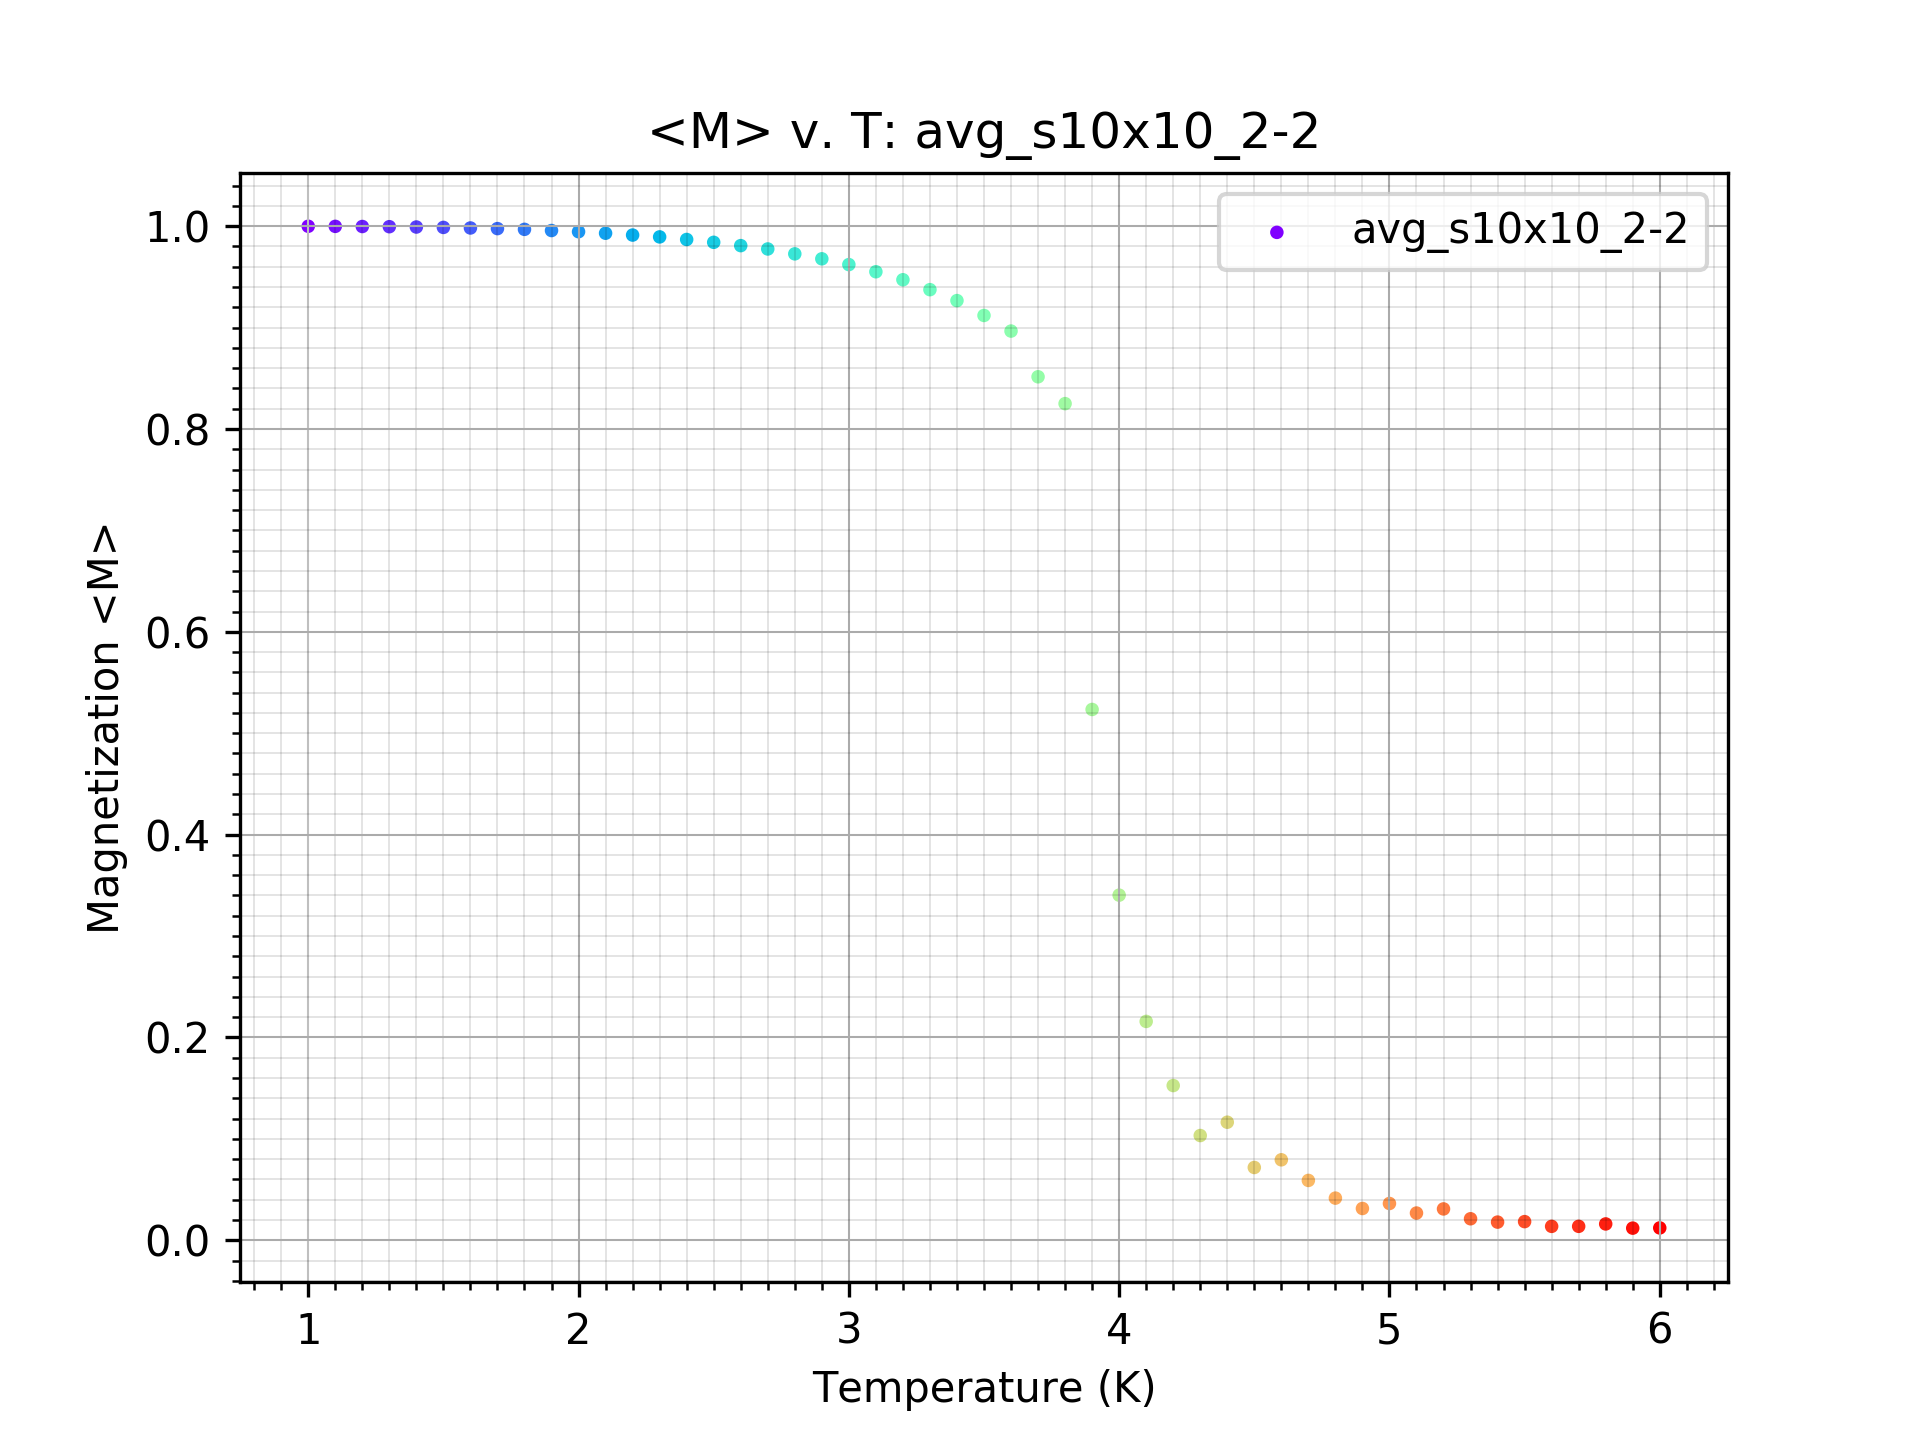 <M> v. T: avg_s10x10_2-2
avg_s10x10_2-2
1.0
0.8
0.6
0.4
0.2
0.0
Magnetization <M>
1 2 3 4 5 6
Temperature (K)